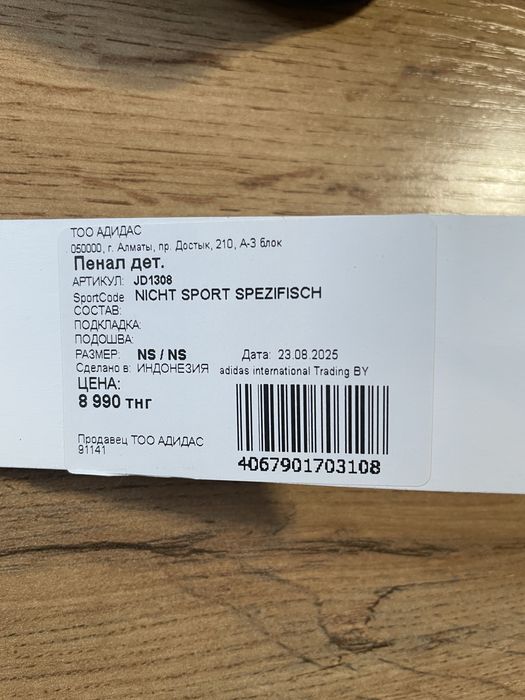 ТОО АДИДАС
050000, г. Алматы, пр. Достык, 210, А-3 блок
Пенал дет.
АРТИКУЛ: JD1308
SportCode NICHT SPORT SPEZIFISCH
СОСТАВ:
ПОДКЛАДКА:
ПОДОШВА:
РАЗМЕР: NS / NS Дата: 23.08.2025
Сделано в: ИНДОНЕЗИЯ adidas international Trading BY
ЦЕНА:
8 990 тнг
Продавец ТОО АДИДАС
91141
4067901703108